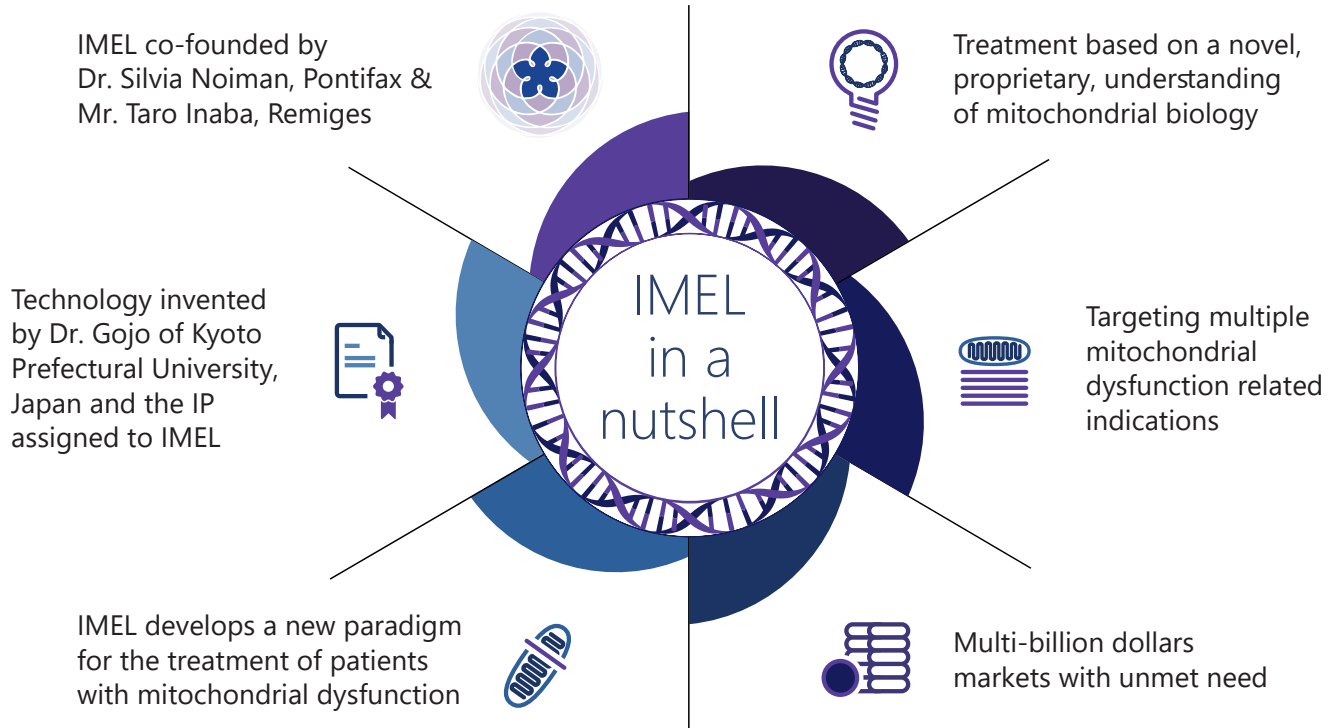 IMEL co-founded by
Dr. Silvia Noiman, Pontifax &
Mr. Taro Inaba, Remiges
Treatment based on a novel,
proprietary, understanding
of mitochondrial biology
Technology invented
by Dr. Gojo of Kyoto
Prefectural University,
Japan and the IP
assigned to IMEL
IMEL
in a
nutshell
Targeting multiple
mitochondrial
dysfunction related
indications
IMEL develops a new paradigm
for the treatment of patients
with mitochondrial dysfunction
Multi-billion dollars
markets with unmet need